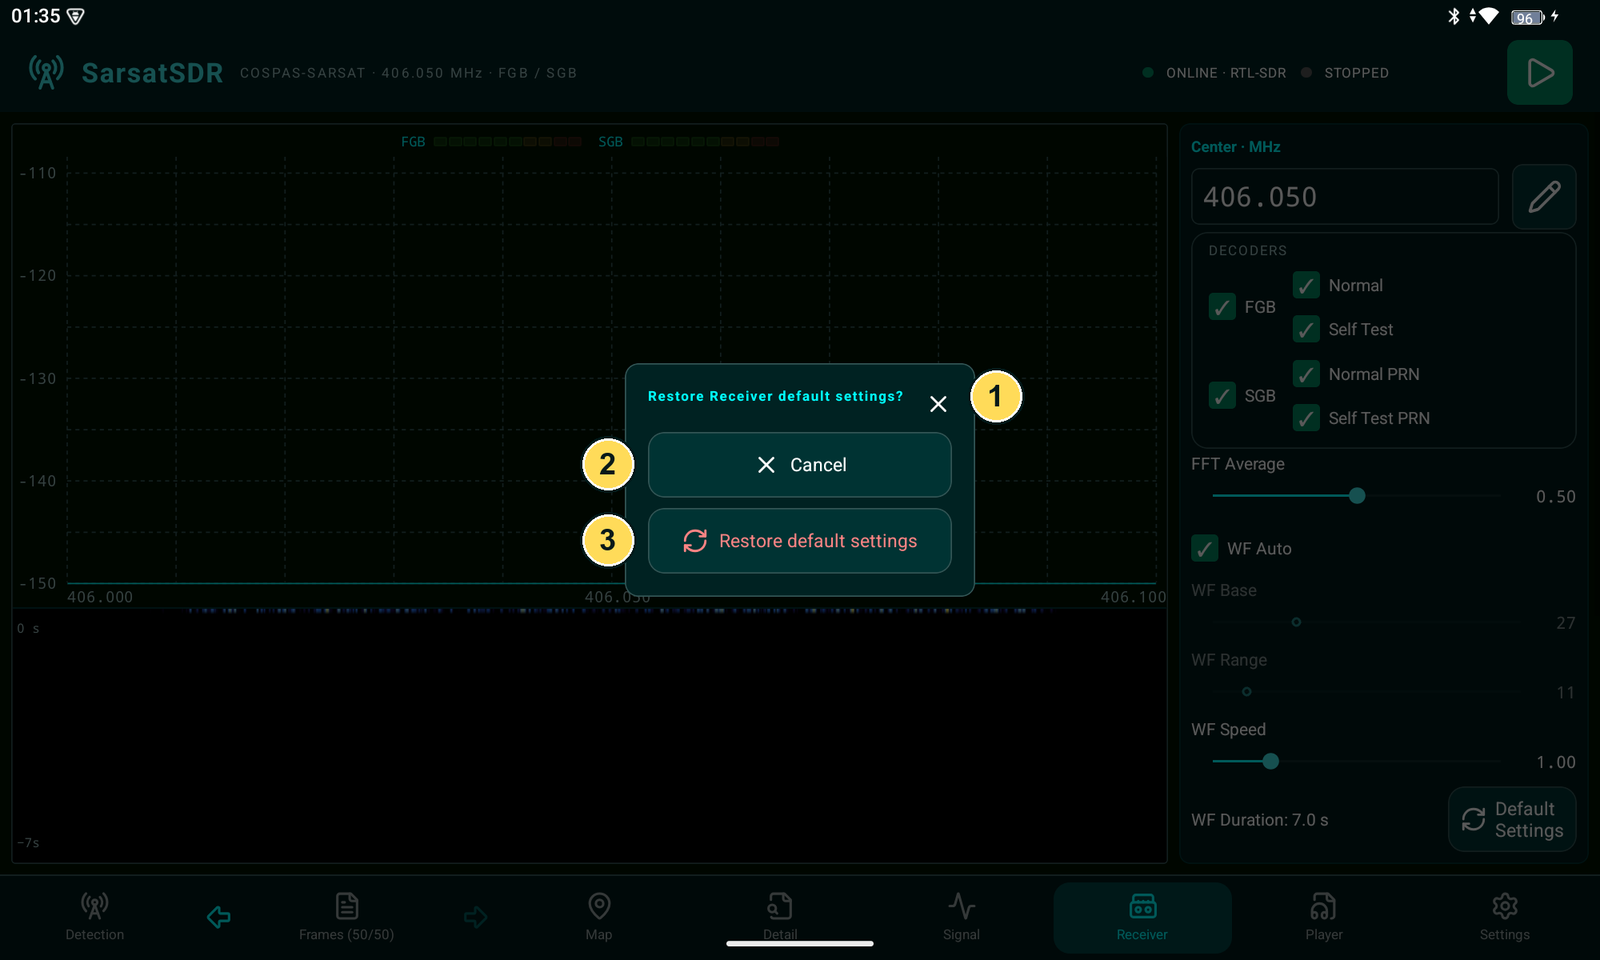 01:35
96
SarsatSDR COSPAS-SARSAT · 406.050 MHz · FGB / SGB
ONLINE · RTL-SDR STOPPED
FGB SGB
-110
-120
-130
-140
-150
406.000 406.050 406.100
0 s
-7s
Restore Receiver default settings?
1
2 Cancel
3 Restore default settings
Center · MHz
406.050
DECODERS
FGB
Normal
Self Test
SGB
Normal PRN
Self Test PRN
FFT Average
0.50
WF Auto
WF Base
27
WF Range
11
WF Speed
1.00
WF Duration: 7.0 s
Default
Settings
Detection Frames (50/50) Map Detail Signal Receiver Player Settings